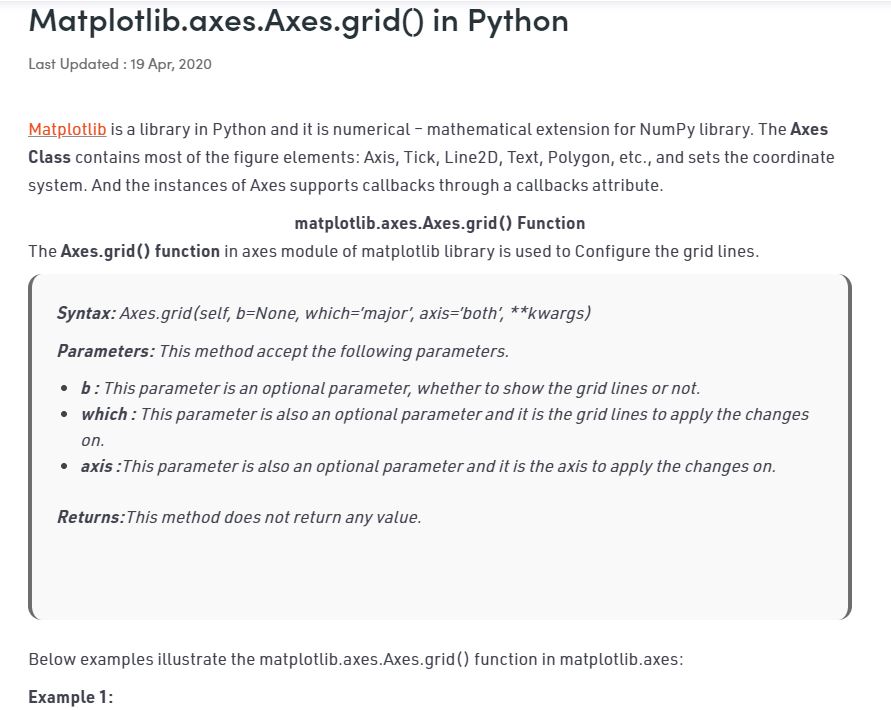 Matplotlib.axes.Axes.grid() in Python
Last Updated : 19 Apr, 2020
Matplotlib is a library in Python and it is numerical – mathematical extension for NumPy library. The Axes
Class contains most of the figure elements: Axis, Tick, Line2D, Text, Polygon, etc., and sets the coordinate
system. And the instances of Axes supports callbacks through a callbacks attribute.
matplotlib.axes.Axes.grid() Function
The Axes.grid() function in axes module of matplotlib library is used to Configure the grid lines.
Syntax: Axes.grid(self, b=None, which=’major’, axis=’both’, **kwargs)
Parameters: This method accept the following parameters.
• b : This parameter is an optional parameter, whether to show the grid lines or not.
• which : This parameter is also an optional parameter and it is the grid lines to apply the changes
on.
• axis :This parameter is also an optional parameter and it is the axis to apply the changes on.
Returns:This method does not return any value.
Below examples illustrate the matplotlib.axes.Axes.grid() function in matplotlib.axes:
Example 1: